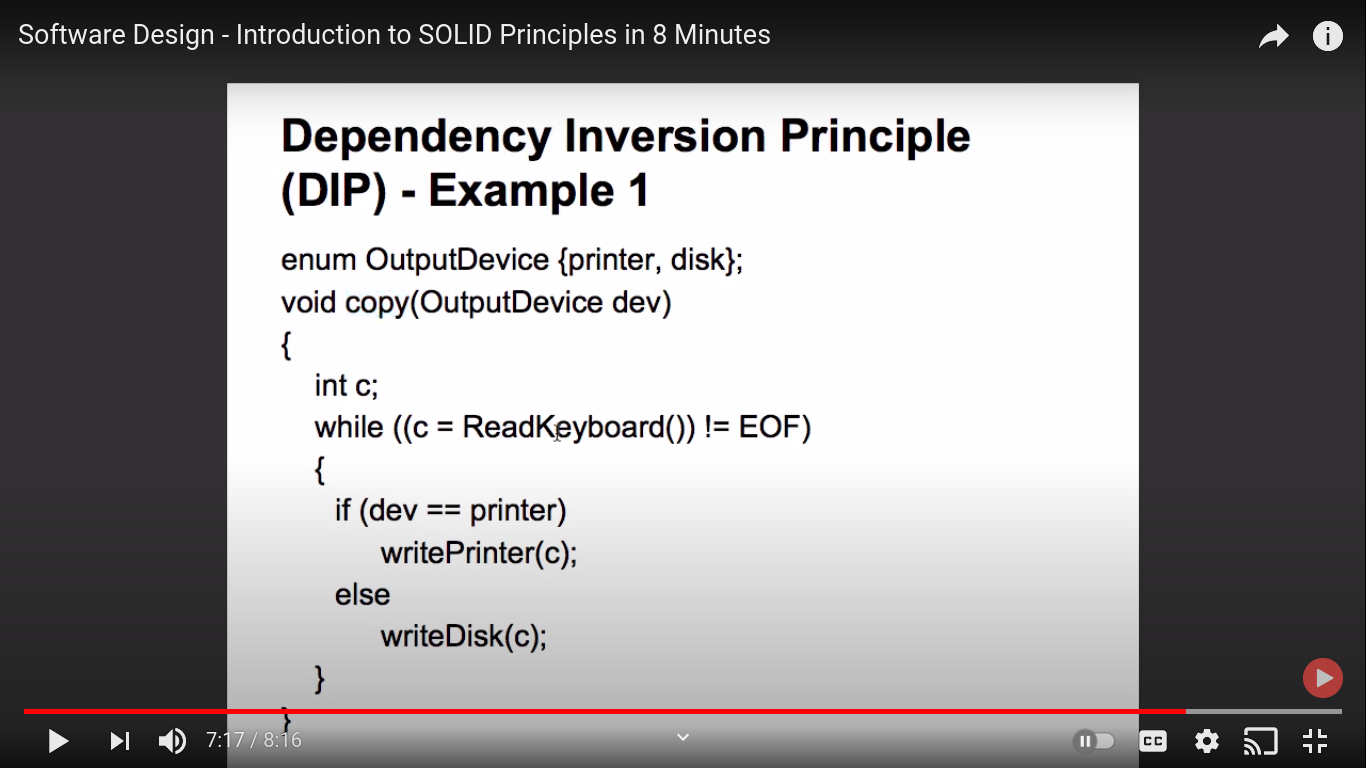 Software Design - Introduction to SOLID Principles in 8 Minutes
Dependency Inversion Principle
(DIP) - Example 1
enum OutputDevice {printer, disk};
void copy(OutputDevice dev)
{
int c;
while ((c = ReadKeyboard()) != EOF)
{
if (dev == printer)
writePrinter(c);
else
writeDisk(c);
}
}
7:17 / 8:16
CC